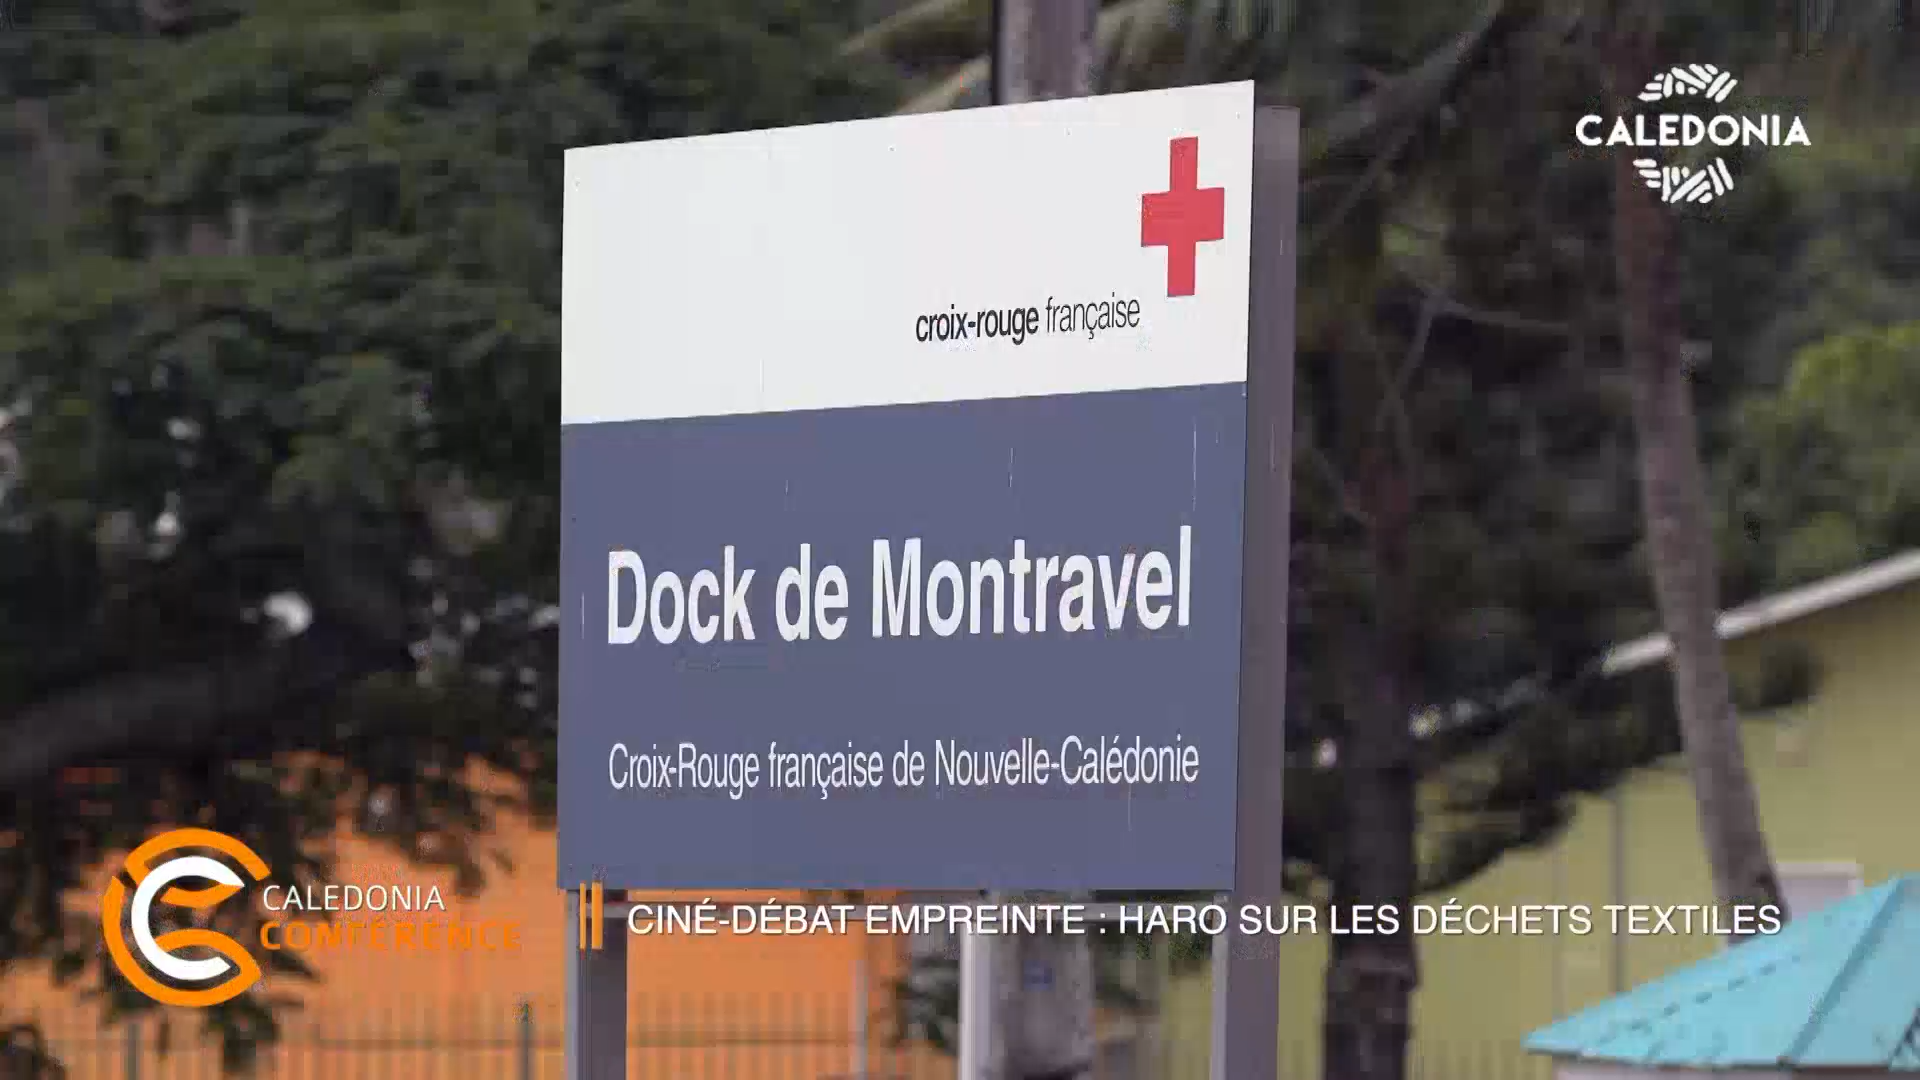 CALEDONIA
croix-rouge française
Dock de Montravel
Croix-Rouge française de Nouvelle-Calédonie
CALEDONIA
CONFERENCE
CINÉ-DÉBAT EMPREINTE : HARO SUR LES DÉCHETS TEXTILES